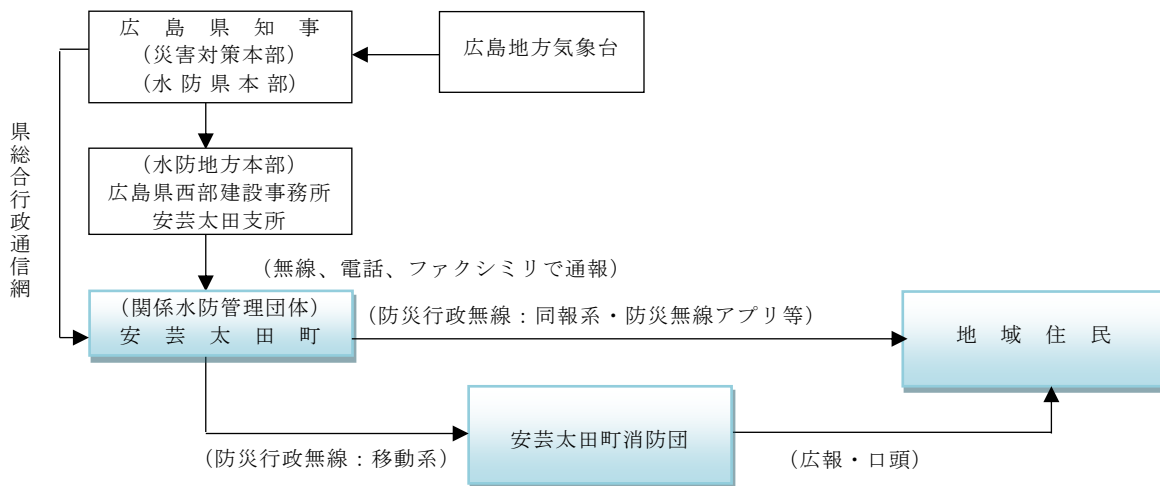 広島県知事
(災害対策本部)
(水防県本部)
広島地方気象台
県総合行政通信網
(水防地方本部)
広島県西部建設事務所
安芸太田支所
(無線、電話、ファクシミリで通報)
(関係水防管理団体)
安芸太田町
(防災行政無線：同報系・防災無線アプリ等)
地域住民
安芸太田町消防団
(防災行政無線：移動系)
(広報・口頭)